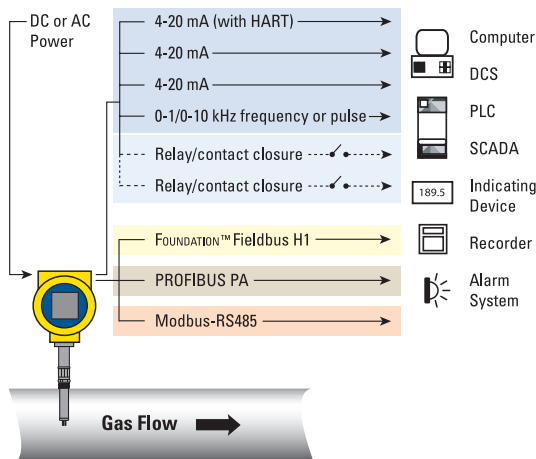 DC or AC
Power
4-20 mA (with HART)
4-20 mA
4-20 mA
0-1/0-10 kHz frequency or pulse
Relay/contact closure
Relay/contact closure
FOUNDATION™ Fieldbus H1
PROFIBUS PA
Modbus-RS485
Computer
DCS
PLC
SCADA
189.5
Indicating
Device
Recorder
Alarm
System
Gas Flow